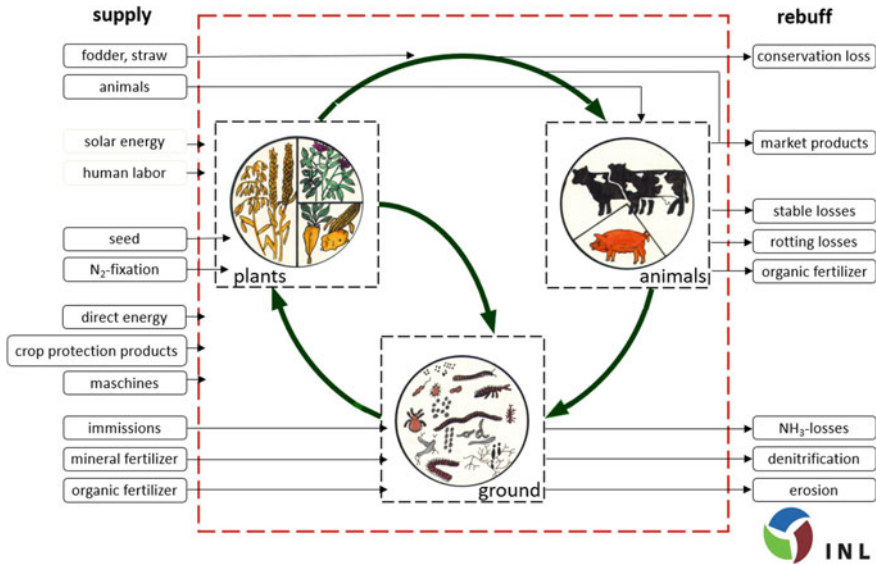 supply
rebuff
fodder, straw
conservation loss
animals
solar energy
market products
human labor
stable losses
seed
rotting losses
N₂-fixation
organic fertilizer
plants
animals
direct energy
crop protection products
maschines
immissions
NH₃-losses
mineral fertilizer
denitrification
organic fertilizer
erosion
ground
INL